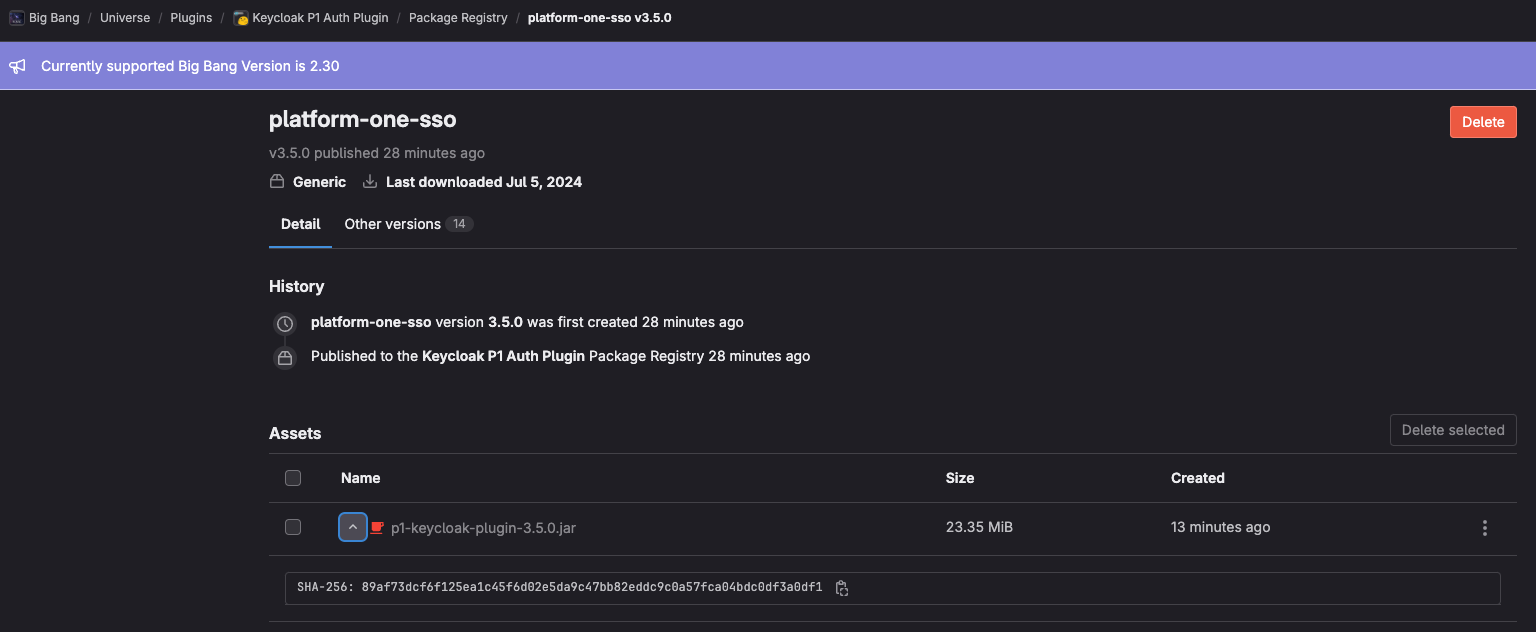 Big Bang / Universe / Plugins / Keycloak P1 Auth Plugin / Package Registry / platform-one-sso v3.5.0
Currently supported Big Bang Version is 2.30
platform-one-sso
Delete
v3.5.0 published 28 minutes ago
Generic Last downloaded Jul 5, 2024
Detail Other versions 14
History
platform-one-sso version 3.5.0 was first created 28 minutes ago
Published to the Keycloak P1 Auth Plugin Package Registry 28 minutes ago
Assets
Delete selected
Name Size Created
p1-keycloak-plugin-3.5.0.jar 23.35 MiB 13 minutes ago
SHA-256: 89af73dcf6f125ea1c45f6d02e5da9c47bb82eddc9c0a57fca04bdc0df3a0df1